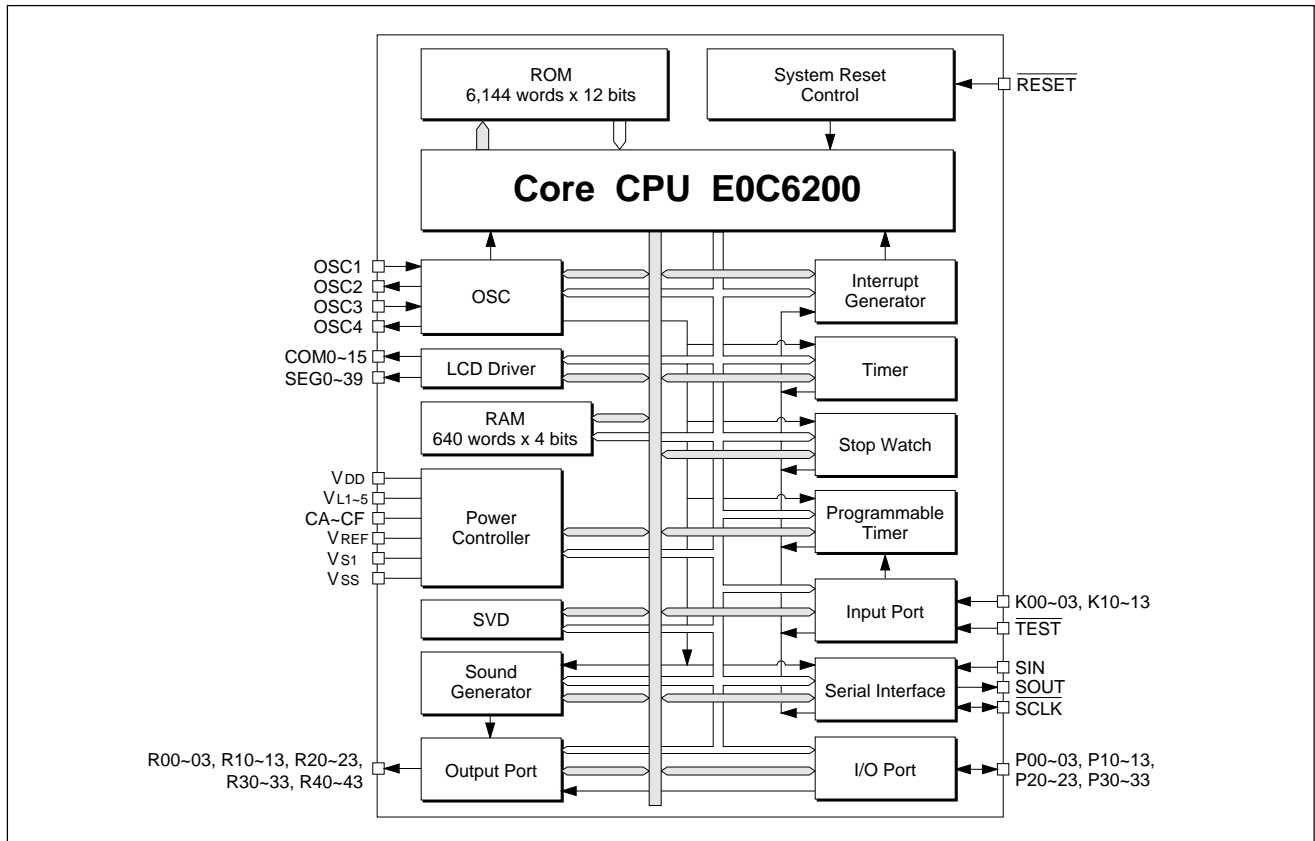 ROM
6,144 words x 12 bits
System Reset
Control
RESET
Core CPU E0C6200
OSC1
OSC2
OSC3
OSC4
OSC
Interrupt
Generator
COM0~15
SEG0~39
LCD Driver
Timer
RAM
640 words x 4 bits
Stop Watch
VDD
VL1~5
CA~CF
VREF
VS1
VSS
Power
Controller
Programmable
Timer
SVD
Input Port
K00~03, K10~13
TEST
Sound
Generator
Serial Interface
SIN
SOUT
SCLK
R00~03, R10~13, R20~23,
R30~33, R40~43
Output Port
I/O Port
P00~03, P10~13,
P20~23, P30~33